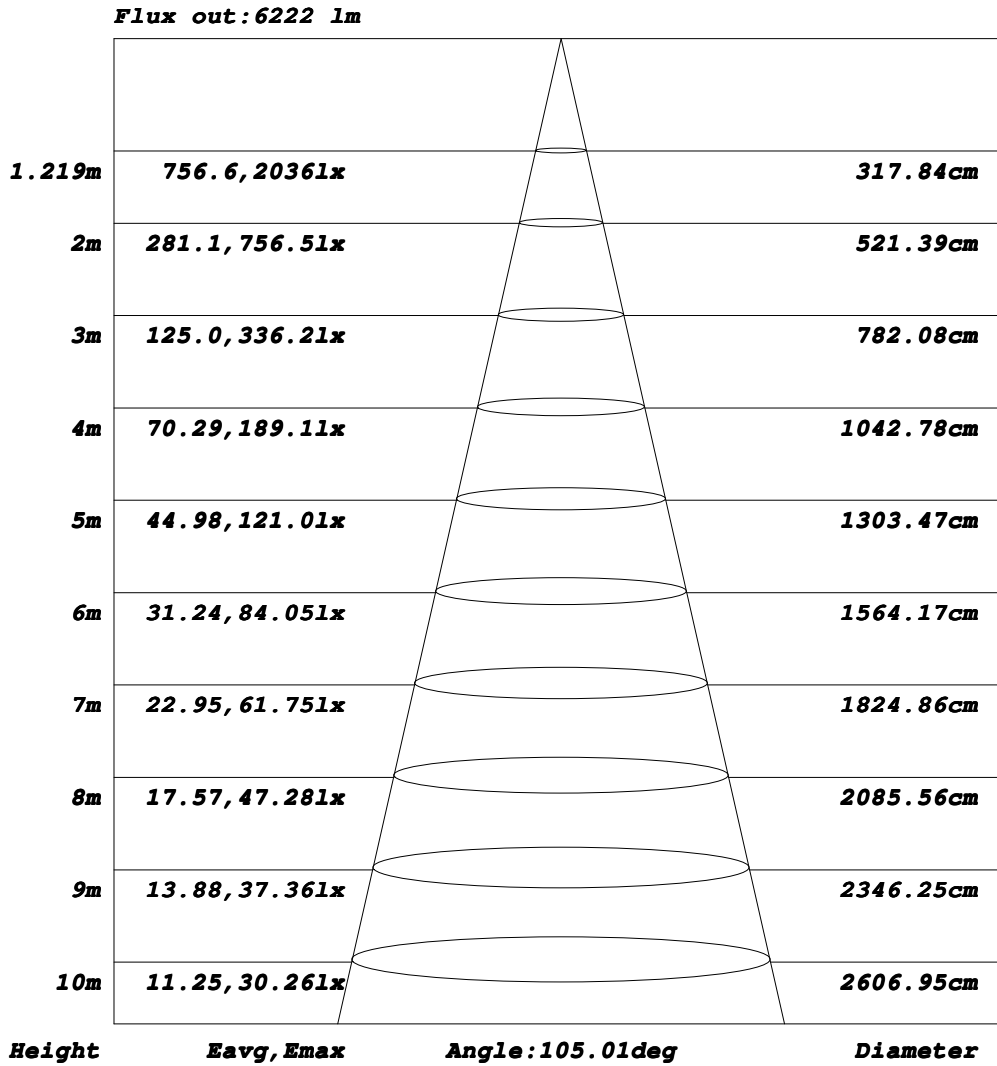 Flux out:6222 lm
1.219m 756.6,2036lx 317.84cm
2m 281.1,756.5lx 521.39cm
3m 125.0,336.2lx 782.08cm
4m 70.29,189.1lx 1042.78cm
5m 44.98,121.0lx 1303.47cm
6m 31.24,84.05lx 1564.17cm
7m 22.95,61.75lx 1824.86cm
8m 17.57,47.28lx 2085.56cm
9m 13.88,37.36lx 2346.25cm
10m 11.25,30.26lx 2606.95cm
Height Eavg,Emax Angle:105.01deg Diameter